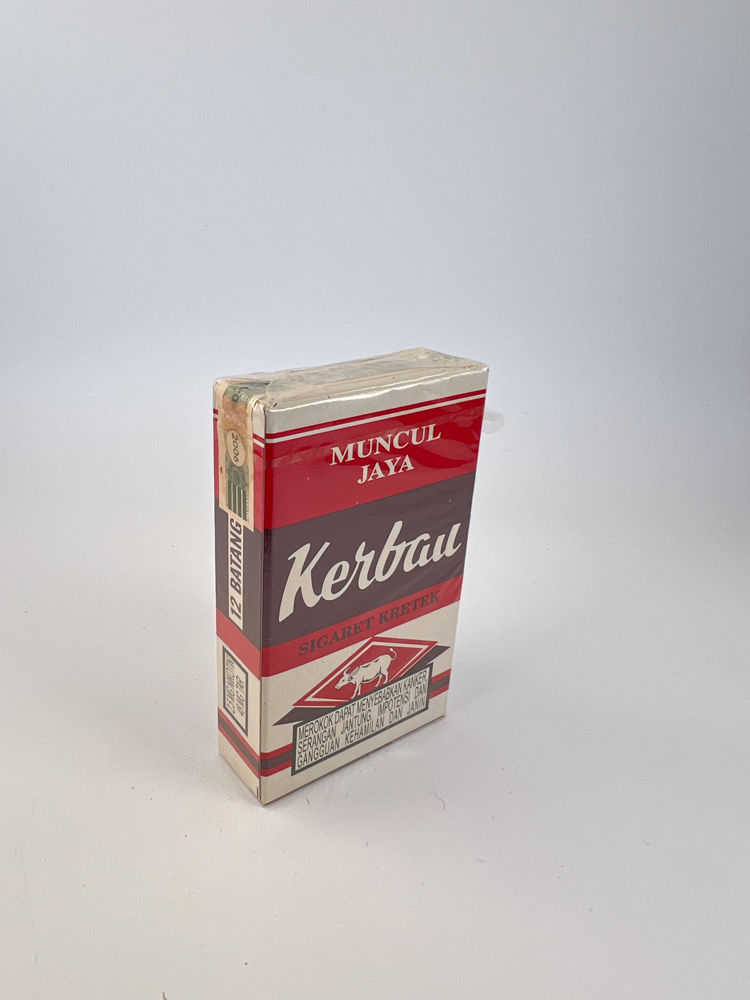 MUNCUL
JAYA
Kerbau
SIGARET KRETEK
MEROKOK DAPAT MENYEBABKAN KANKER
SERANGAN JANTUNG, IMPOTENSI DAN
GANGGUAN KEHAMILAN DAN JANIN
2006
12 BATANG